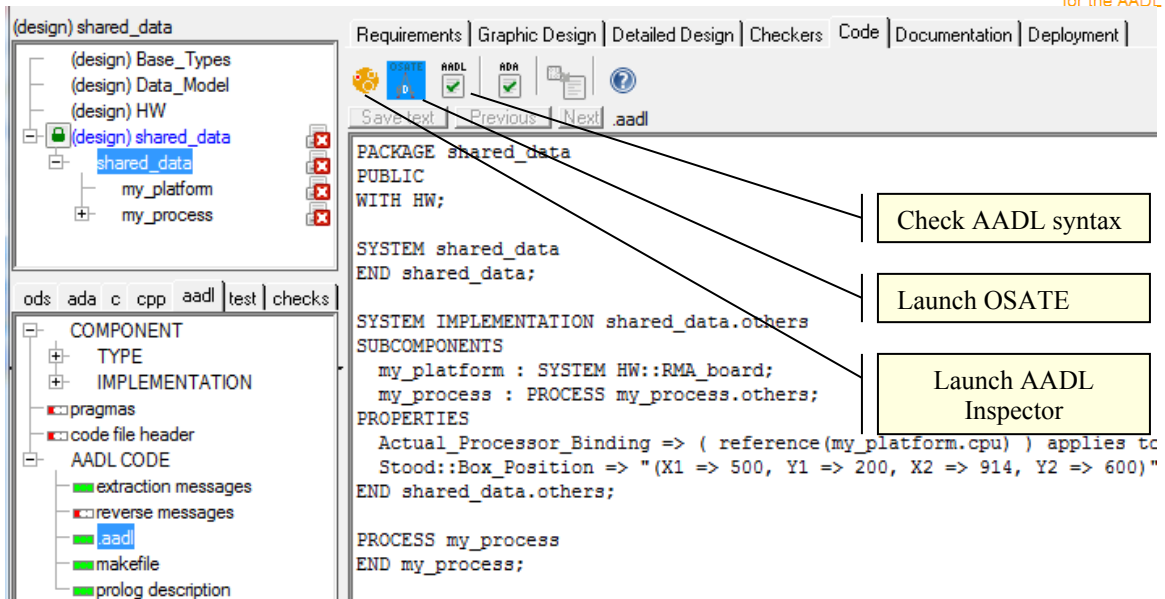 for the AADL
(design) shared_data
Requirements Graphic Design Detailed Design Checkers Code Documentation Deployment
(design) Base_Types
(design) Data_Model
(design) HW
(design) shared_data
shared_data
my_platform
my_process
OSATE
D
AADL
ADA
Save text Previous Next .aadl
PACKAGE shared_data
PUBLIC
WITH HW;
SYSTEM shared_data
END shared_data;
SYSTEM IMPLEMENTATION shared_data.others
SUBCOMPONENTS
my_platform : SYSTEM HW::RMA_board;
my_process : PROCESS my_process.others;
PROPERTIES
Actual_Processor_Binding => ( reference(my_platform.cpu) ) applies to
Stood::Box_Position => "(X1 => 500, Y1 => 200, X2 => 914, Y2 => 600)"
END shared_data.others;
PROCESS my_process
END my_process;
Check AADL syntax
Launch OSATE
Launch AADL
Inspector
ods ada c cpp aadl test checks
COMPONENT
TYPE
IMPLEMENTATION
pragmas
code file header
AADL CODE
extraction messages
reverse messages
.aadl
makefile
prolog description